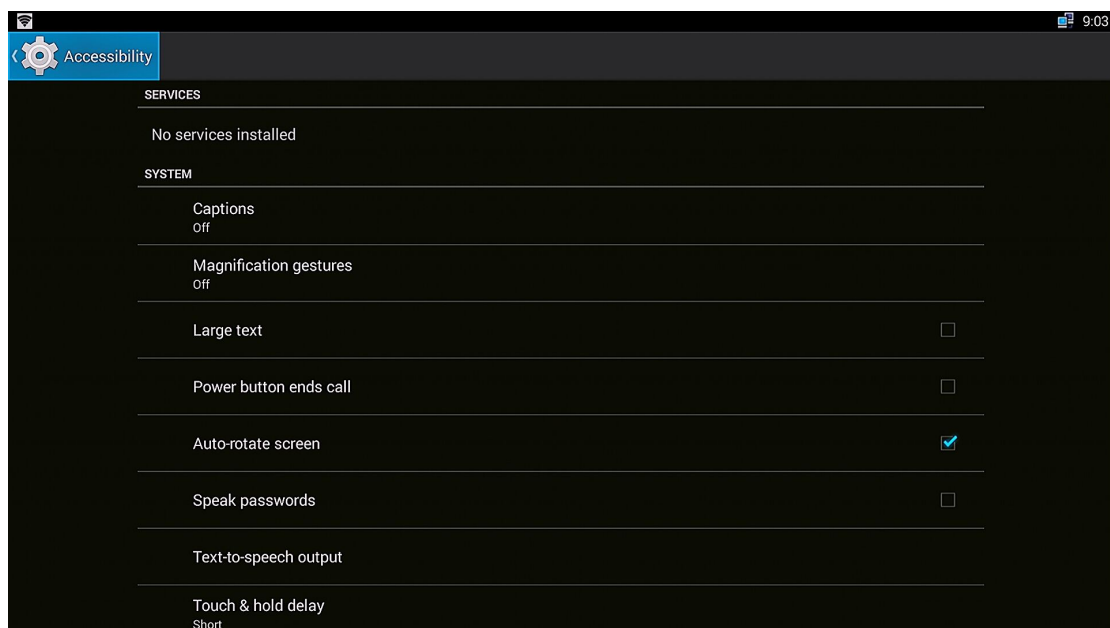 9:03
Accessibility
SERVICES
No services installed
SYSTEM
Captions
Off
Magnification gestures
Off
Large text
Power button ends call
Auto-rotate screen
Speak passwords
Text-to-speech output
Touch & hold delay
Short